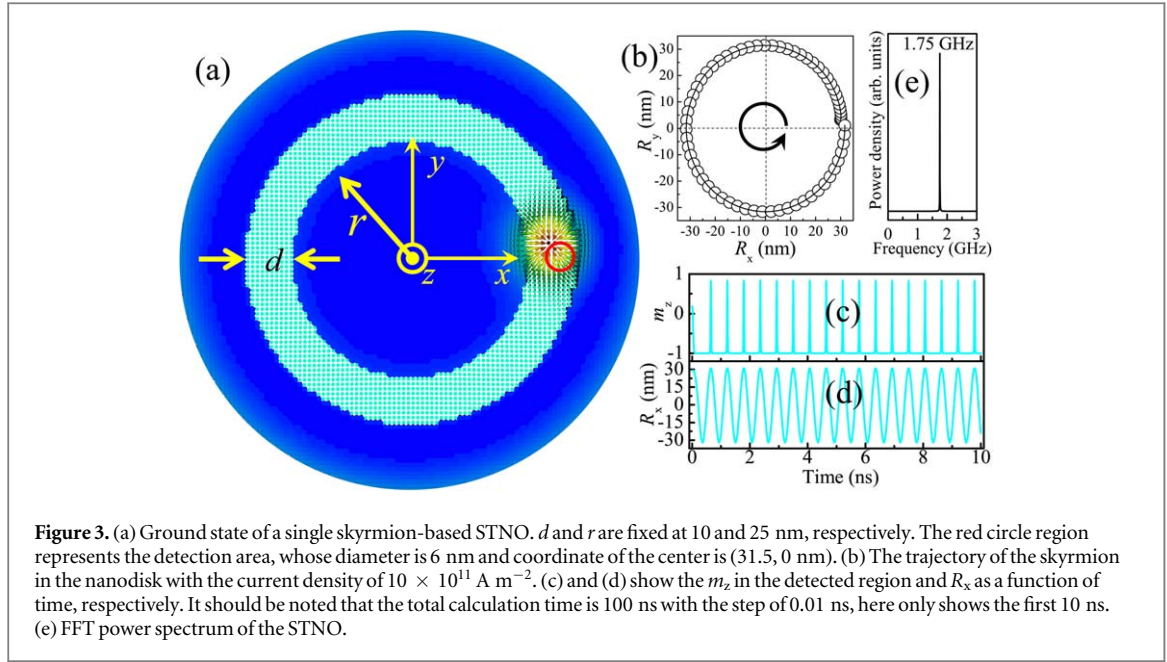 (a)
y
r
d
z
x
(b)
30
20
10
0
-10
-20
-30
R_y (nm)
-30 -20 -10 0 10 20 30
R_x (nm)
1.75 GHz
(e)
Power density (arb. units)
0 1 2 3
Frequency (GHz)
1
0
-1
m_z
(c)
30
15
0
-15
-30
R_x (nm)
(d)
0 2 4 6 8 10
Time (ns)
Figure 3. (a) Ground state of a single skyrmion-based STNO. d and r are fixed at 10 and 25 nm, respectively. The red circle region
represents the detection area, whose diameter is 6 nm and coordinate of the center is (31.5, 0 nm). (b) The trajectory of the skyrmion
in the nanodisk with the current density of 10 × 10¹¹ A m⁻². (c) and (d) show the m_z in the detected region and R_x as a function of
time, respectively. It should be noted that the total calculation time is 100 ns with the step of 0.01 ns, here only shows the first 10 ns.
(e) FFT power spectrum of the STNO.